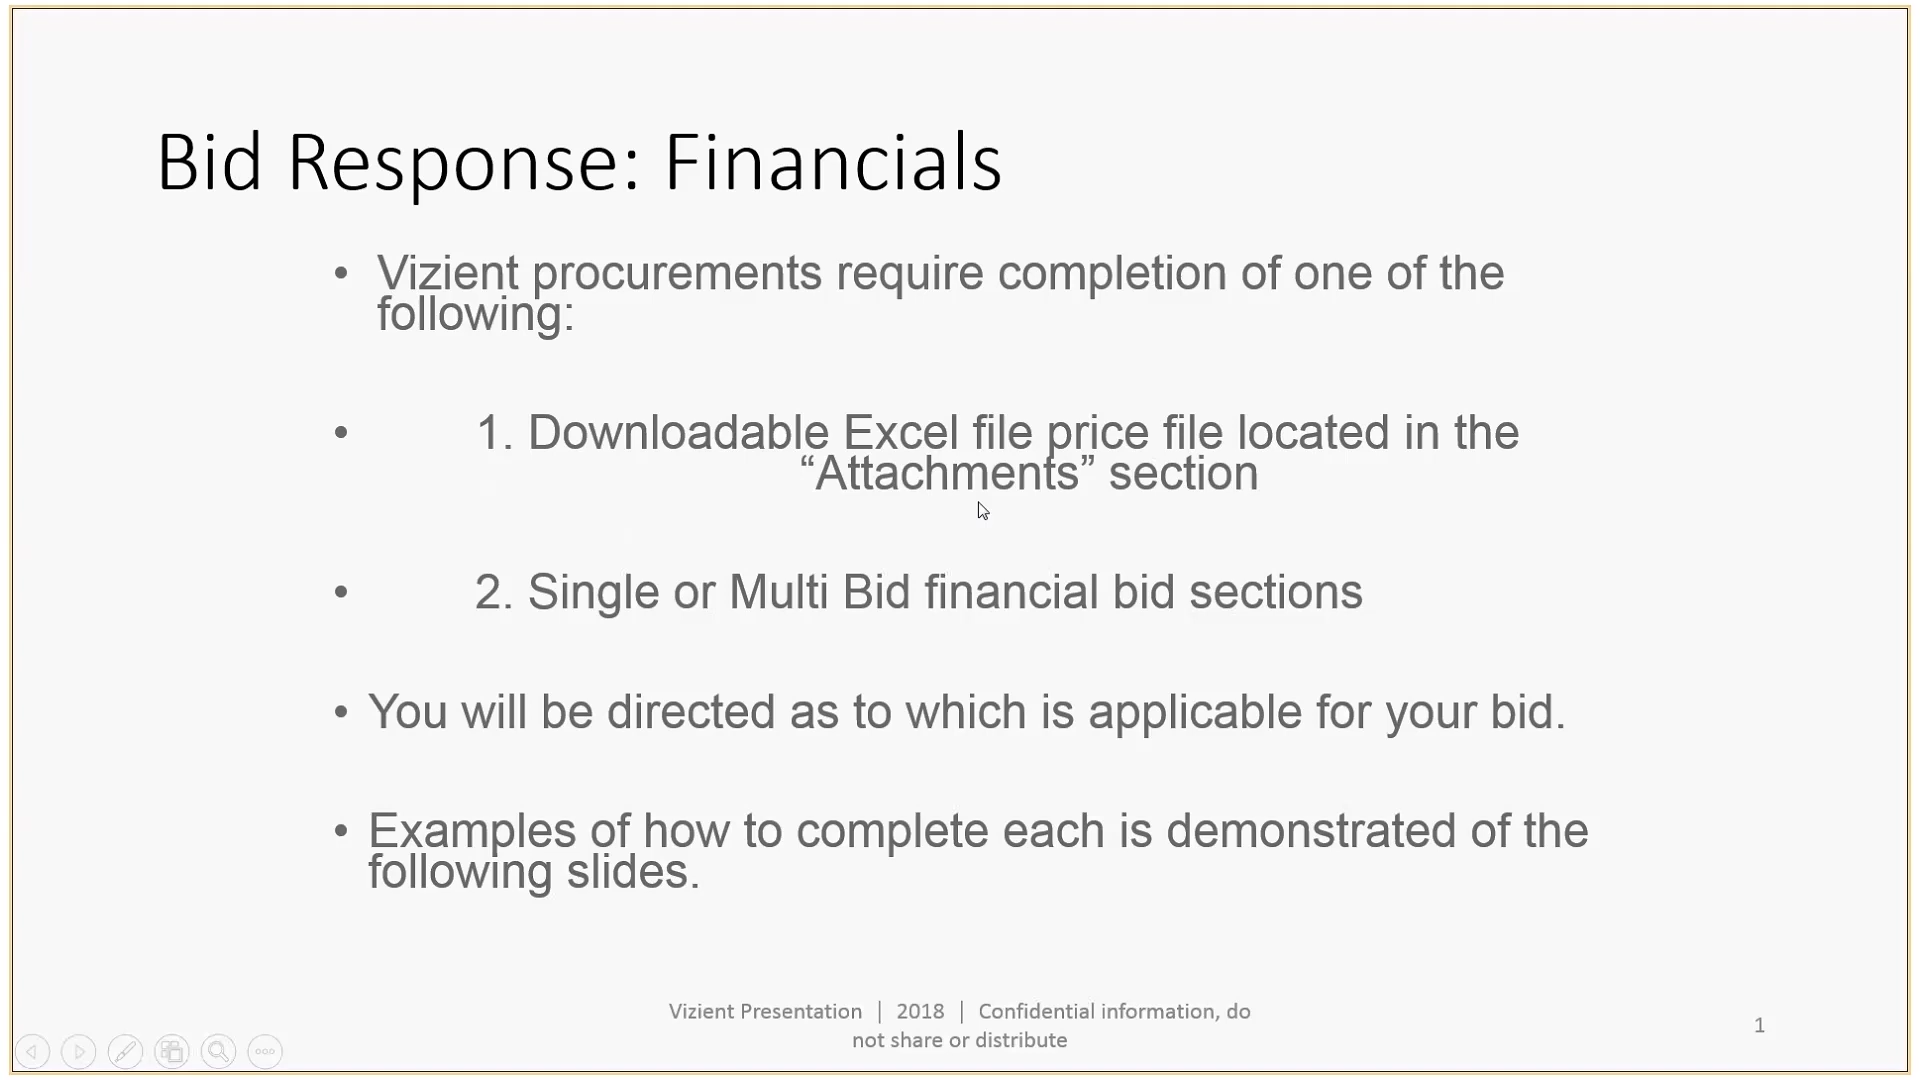 Bid Response: Financials
• Vizient procurements require completion of one of the
following:
• 1. Downloadable Excel file price file located in the
“Attachments” section
• 2. Single or Multi Bid financial bid sections
• You will be directed as to which is applicable for your bid.
• Examples of how to complete each is demonstrated of the
following slides.
Vizient Presentation | 2018 | Confidential information, do
not share or distribute
1